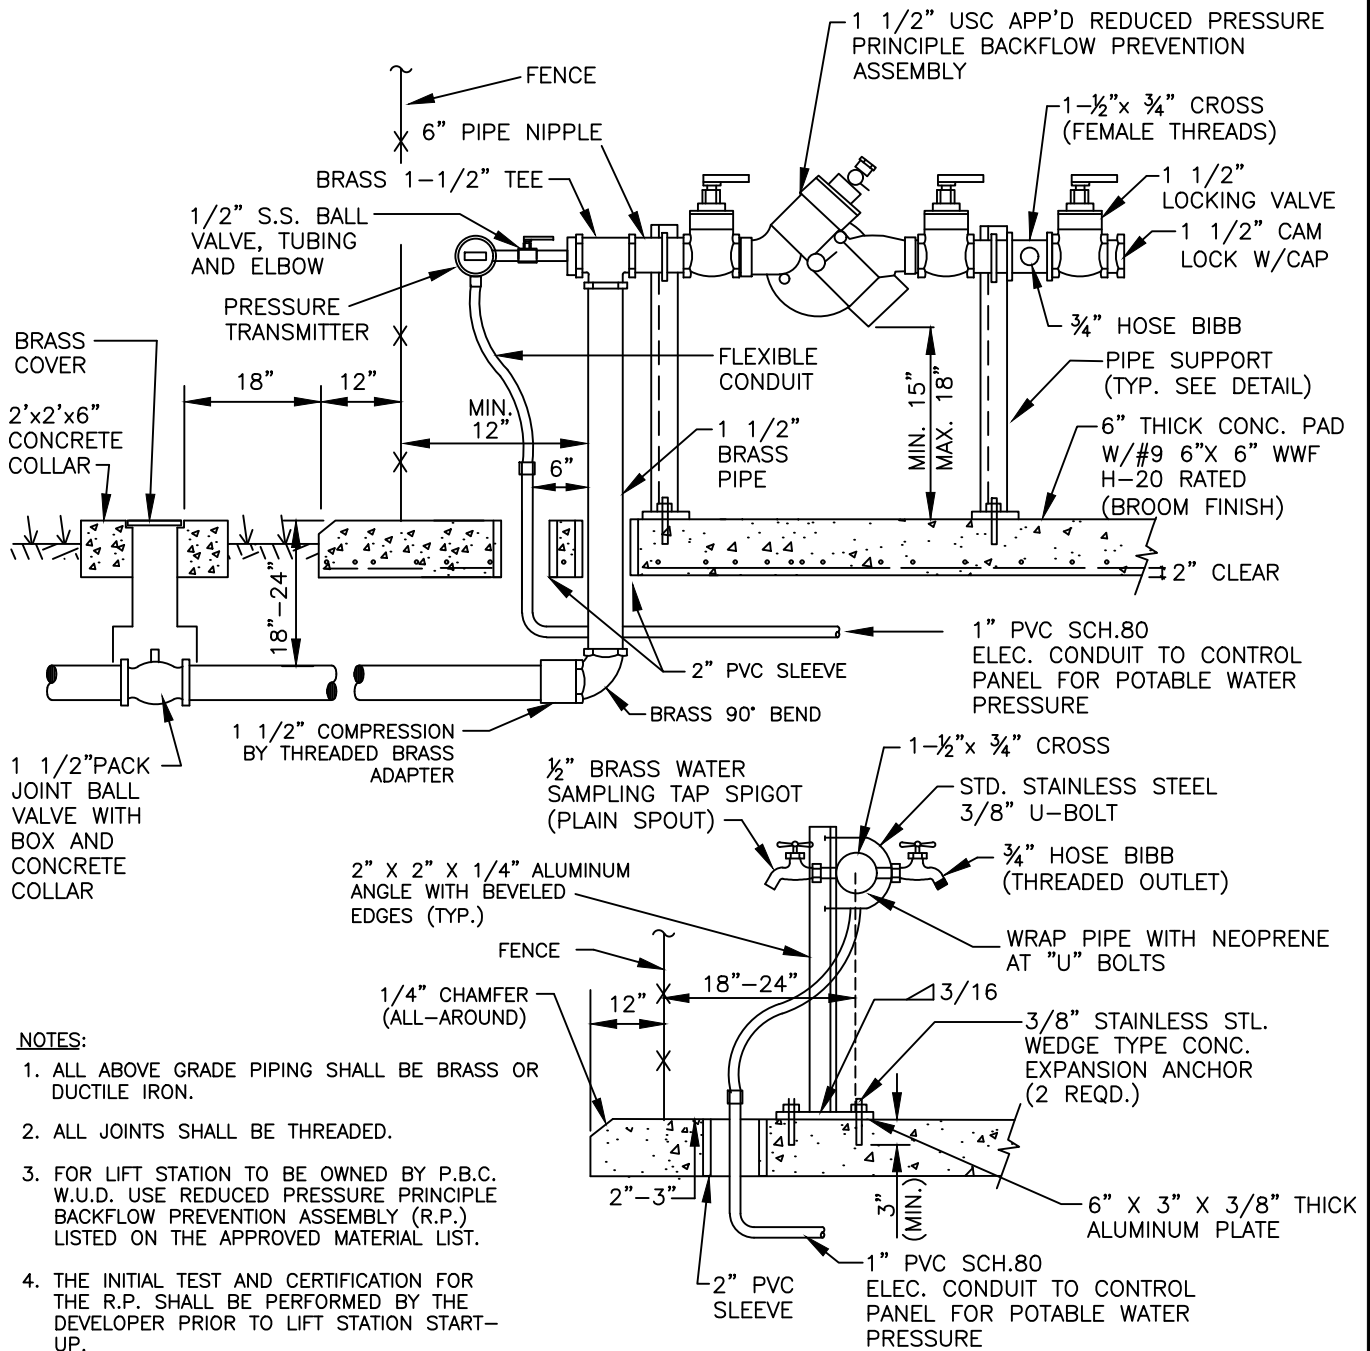 1 1/2" USC APP'D REDUCED PRESSURE
PRINCIPLE BACKFLOW PREVENTION
ASSEMBLY
FENCE
6" PIPE NIPPLE
1-½"x ¾" CROSS
(FEMALE THREADS)
BRASS 1-1/2" TEE
1 1/2"
LOCKING VALVE
1/2" S.S. BALL
VALVE, TUBING
AND ELBOW
1 1/2" CAM
LOCK W/CAP
PRESSURE
TRANSMITTER
¾" HOSE BIBB
BRASS
COVER
FLEXIBLE
CONDUIT
PIPE SUPPORT
(TYP. SEE DETAIL)
18"
12"
MIN.
12"
MIN. 15"
MAX. 18"
2'x2'x6"
CONCRETE
COLLAR
1 1/2"
BRASS
PIPE
6" THICK CONC. PAD
W/#9 6"X 6" WWF
H-20 RATED
(BROOM FINISH)
6"
2" CLEAR
18"-24"
1" PVC SCH.80
ELEC. CONDUIT TO CONTROL
PANEL FOR POTABLE WATER
PRESSURE
2" PVC SLEEVE
BRASS 90° BEND
1 1/2" COMPRESSION
BY THREADED BRASS
ADAPTER
1 1/2"PACK
JOINT BALL
VALVE WITH
BOX AND
CONCRETE
COLLAR
1-½"x ¾" CROSS
½" BRASS WATER
SAMPLING TAP SPIGOT
(PLAIN SPOUT)
STD. STAINLESS STEEL
3/8" U-BOLT
¾" HOSE BIBB
(THREADED OUTLET)
2" X 2" X 1/4" ALUMINUM
ANGLE WITH BEVELED
EDGES (TYP.)
WRAP PIPE WITH NEOPRENE
AT "U" BOLTS
FENCE
1/4" CHAMFER
(ALL-AROUND)
12"
18"-24"
3/16
3/8" STAINLESS STL.
WEDGE TYPE CONC.
EXPANSION ANCHOR
(2 REQD.)
2"-3"
3"
(MIN.)
6" X 3" X 3/8" THICK
ALUMINUM PLATE
2" PVC
SLEEVE
1" PVC SCH.80
ELEC. CONDUIT TO CONTROL
PANEL FOR POTABLE WATER
PRESSURE
NOTES:
1. ALL ABOVE GRADE PIPING SHALL BE BRASS OR
DUCTILE IRON.
2. ALL JOINTS SHALL BE THREADED.
3. FOR LIFT STATION TO BE OWNED BY P.B.C.
W.U.D. USE REDUCED PRESSURE PRINCIPLE
BACKFLOW PREVENTION ASSEMBLY (R.P.)
LISTED ON THE APPROVED MATERIAL LIST.
4. THE INITIAL TEST AND CERTIFICATION FOR
THE R.P. SHALL BE PERFORMED BY THE
DEVELOPER PRIOR TO LIFT STATION START-
UP.